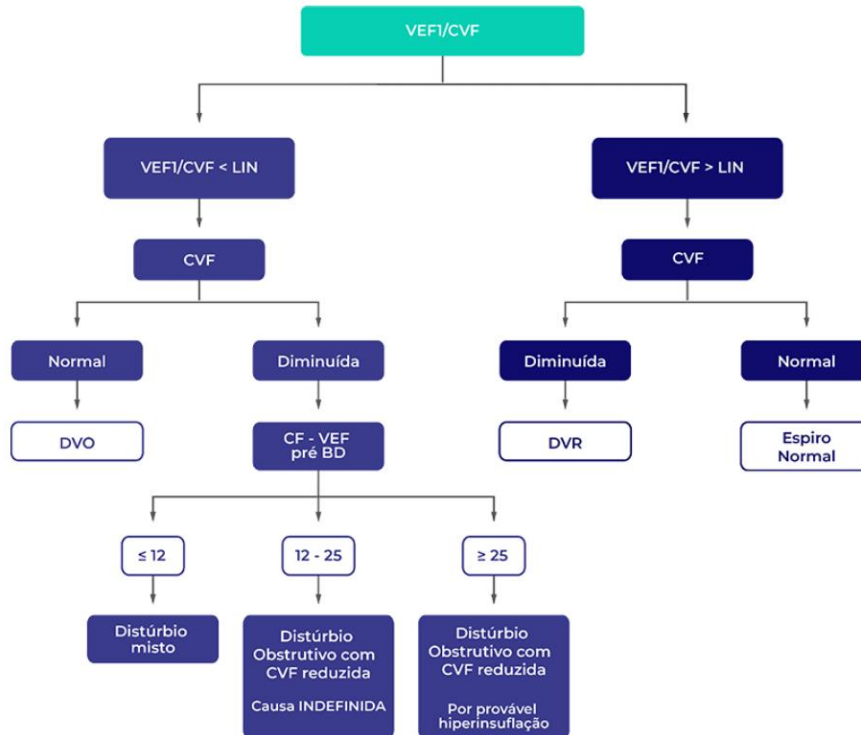 VEF1/CVF
VEF1/CVF < LIN
VEF1/CVF > LIN
CVF
CVF
Normal
Diminuída
Diminuída
Normal
DVO
CF - VEF
pré BD
DVR
Espiro
Normal
≤ 12
12 - 25
≥ 25
Distúrbio
misto
Distúrbio
Obstrutivo com
CVF reduzida
Causa INDEFINIDA
Distúrbio
Obstrutivo com
CVF reduzida
Por provável
hiperinsuflação